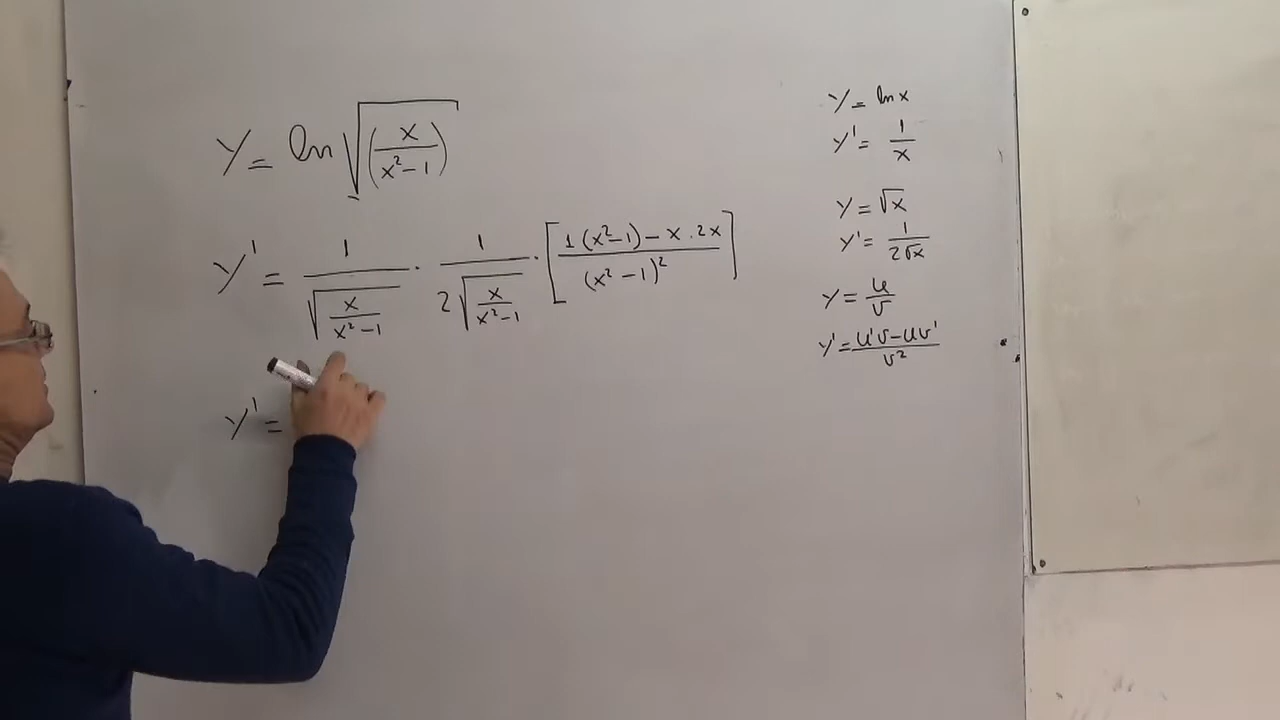 y = ln √(x/(x²-1))
y' = 1/√(x/(x²-1)) · 1/(2√(x/(x²-1))) · [(1(x²-1) - x.2x)/(x²-1)²]
y' =
y = ln x
y' = 1/x
y = √x
y' = 1/(2√x)
y = u/v
y' = (u'v - uv')/v²